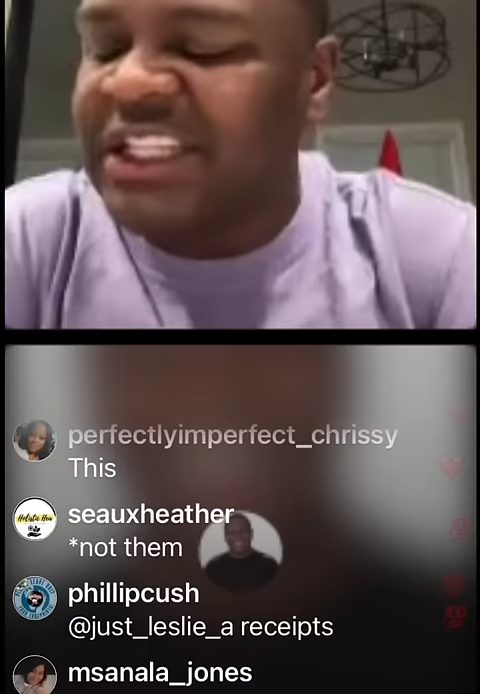 perfectlyimperfect_chrissy
This
seauxheather
*not them
phillipcush
@just_leslie_a receipts
msanala_jones